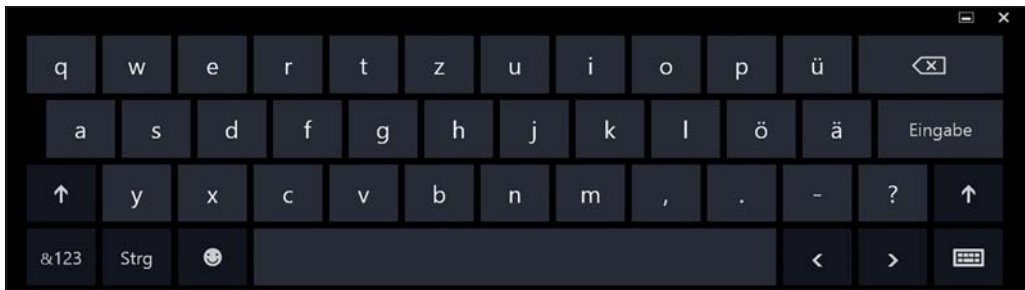 q w e r t z u i o p ü
a s d f g h j k l ö ä Eingabe
y x c v b n m , . - ?
&123 Strg < >